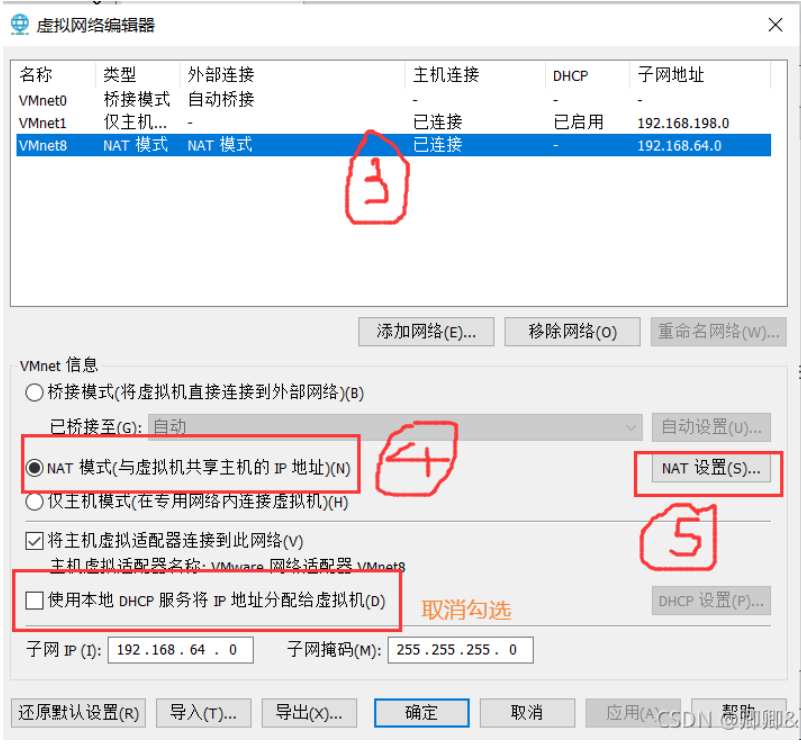 虚拟网络编辑器
名称 类型 外部连接 主机连接 DHCP 子网地址
VMnet0 桥接模式 自动桥接 - - -
VMnet1 仅主机... - 已连接 已启用 192.168.198.0
VMnet8 NAT 模式 NAT 模式 已连接 - 192.168.64.0
3
添加网络(E)... 移除网络(O) 重命名网络(W)...
VMnet 信息
桥接模式(将虚拟机直接连接到外部网络)(B)
已桥接至(G): 自动 自动设置(U)...
NAT 模式(与虚拟机共享主机的 IP 地址)(N) 4 NAT 设置(S)...
仅主机模式(在专用网络内连接虚拟机)(H)
5
将主机虚拟适配器连接到此网络(V)
主机虚拟适配器名称: VMware 网络适配器 VMnet8
使用本地 DHCP 服务将 IP 地址分配给虚拟机(D) 取消勾选 DHCP 设置(P)...
子网 IP (I): 192 . 168 . 64 . 0 子网掩码(M): 255 . 255 . 255 . 0
还原默认设置(R) 导入(T)... 导出(X)... 确定 取消 应用(A) 帮助
CSDN @卿卿&